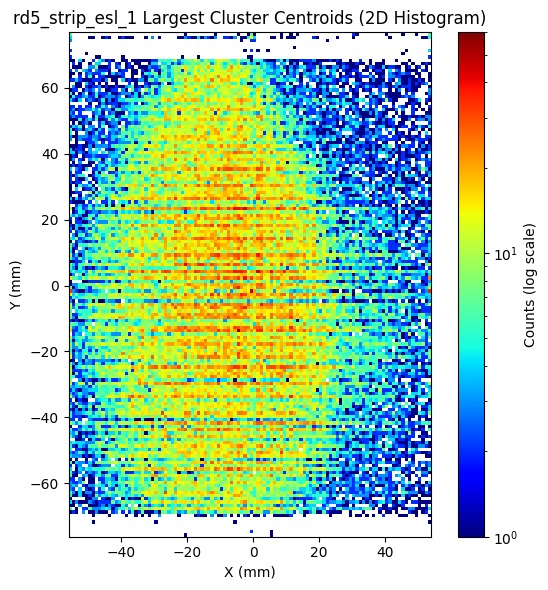 rd5_strip_esl_1 Largest Cluster Centroids (2D Histogram)
60
40
20
0
−20
−40
−60
Y (mm)
−40 −20 0 20 40
X (mm)
10¹
10⁰
Counts (log scale)